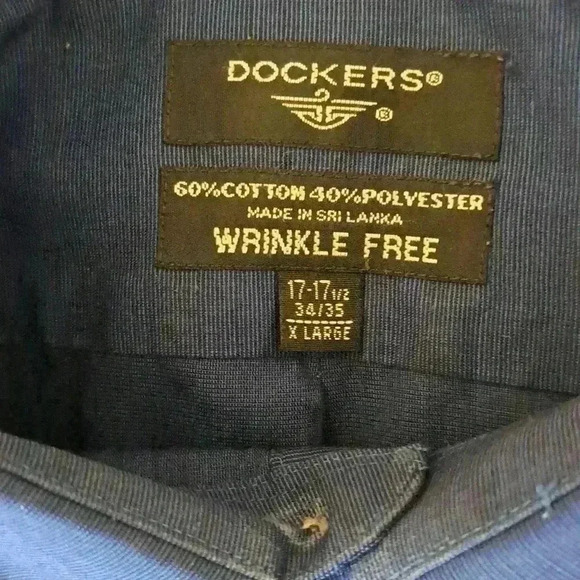 DOCKERS®
®
60%COTTON 40%POLYESTER
MADE IN SRI LANKA
WRINKLE FREE
17-17 1/2
34/35
X LARGE